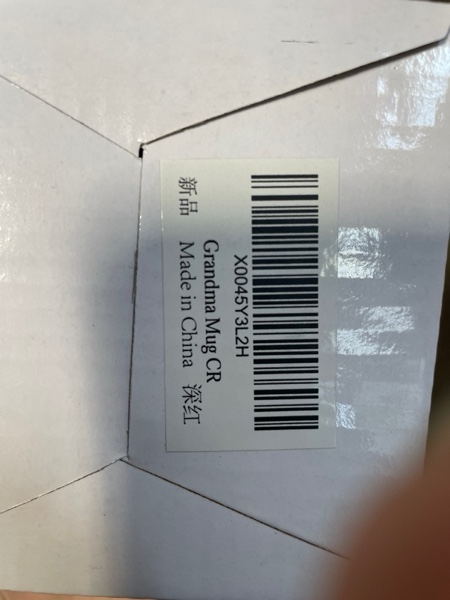 X0045Y3L2H
Grandma Mug CR
Made in China 深红
新品